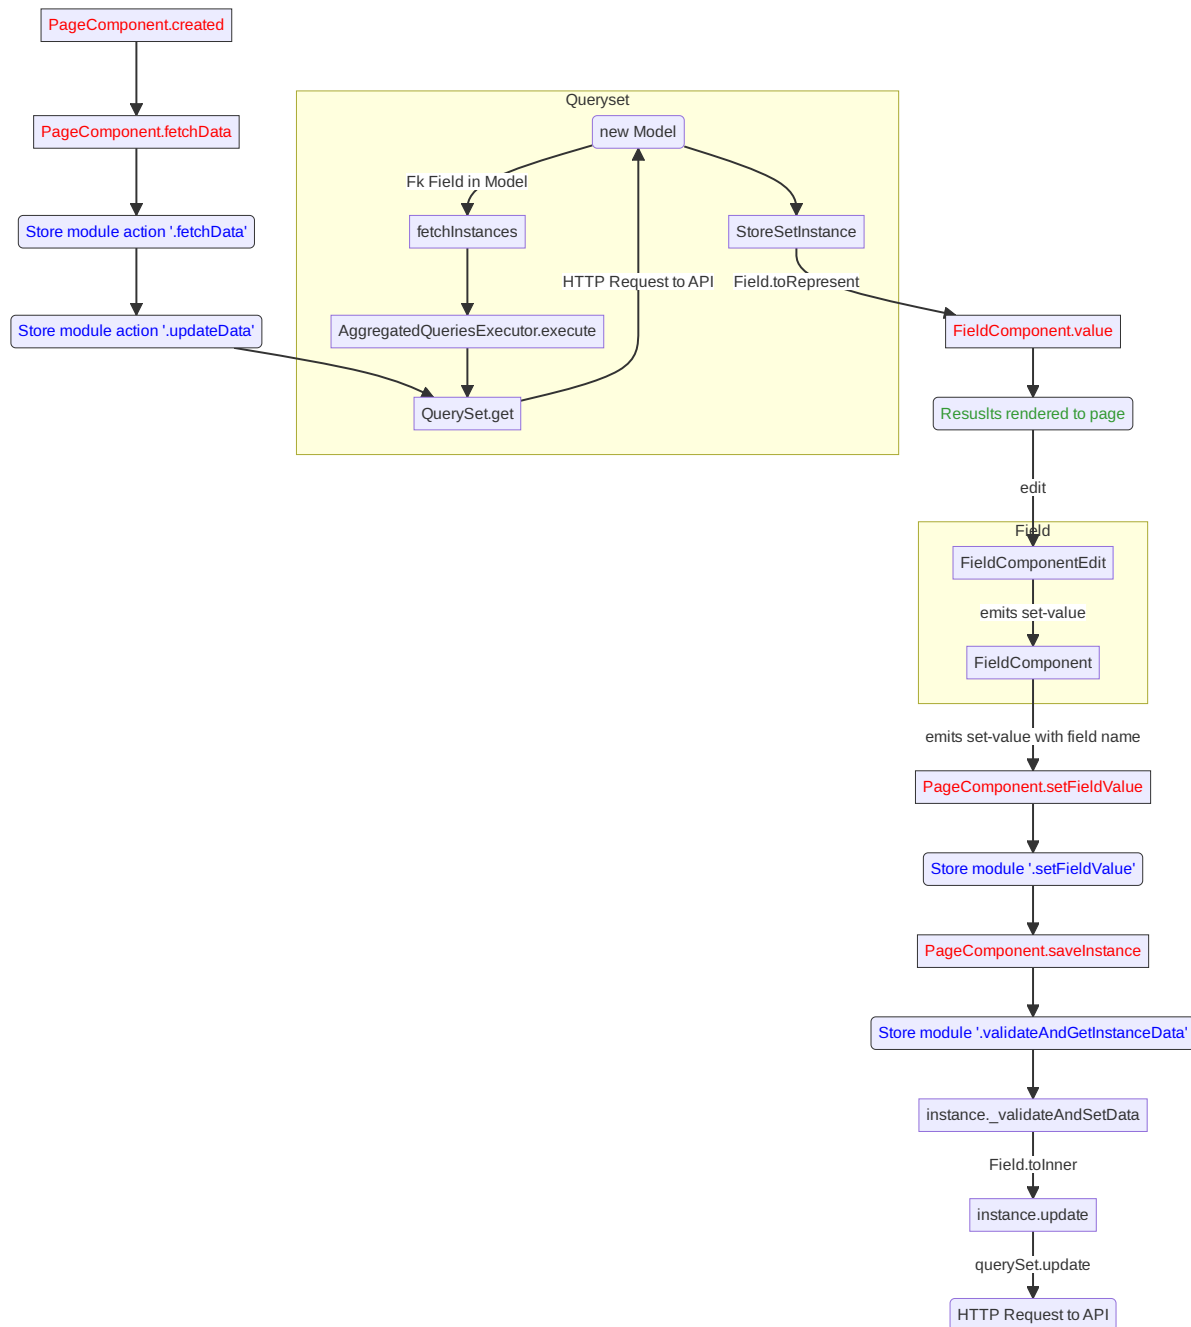 PageComponent.created
PageComponent.fetchData
Store module action '.fetchData'
Store module action '.updateData'
Queryset
new Model
Fk Field in Model
fetchInstances
StoreSetInstance
HTTP Request to API
Field.toRepresent
AggregatedQueriesExecutor.execute
QuerySet.get
FieldComponent.value
Resuslts rendered to page
edit
Field
FieldComponentEdit
emits set-value
FieldComponent
emits set-value with field name
PageComponent.setFieldValue
Store module '.setFieldValue'
PageComponent.saveInstance
Store module '.validateAndGetInstanceData'
instance._validateAndSetData
Field.toInner
instance.update
querySet.update
HTTP Request to API